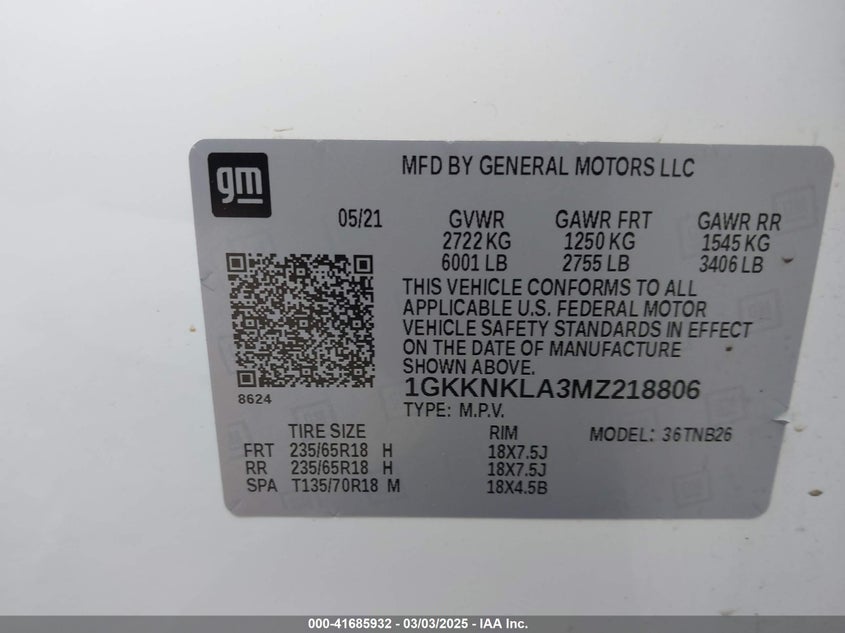 gm
MFD BY GENERAL MOTORS LLC
05/21 GVWR GAWR FRT GAWR RR
2722 KG 1250 KG 1545 KG
6001 LB 2755 LB 3406 LB
THIS VEHICLE CONFORMS TO ALL
APPLICABLE U.S. FEDERAL MOTOR
VEHICLE SAFETY STANDARDS IN EFFECT
ON THE DATE OF MANUFACTURE
SHOWN ABOVE.
8624
1GKKNKLA3MZ218806
TYPE: M.P.V.
TIRE SIZE RIM MODEL: 36TNB26
FRT 235/65R18 H 18X7.5J
RR 235/65R18 H 18X7.5J
SPA T135/70R18 M 18X4.5B
000-41685932 - 03/03/2025 - IAA Inc.